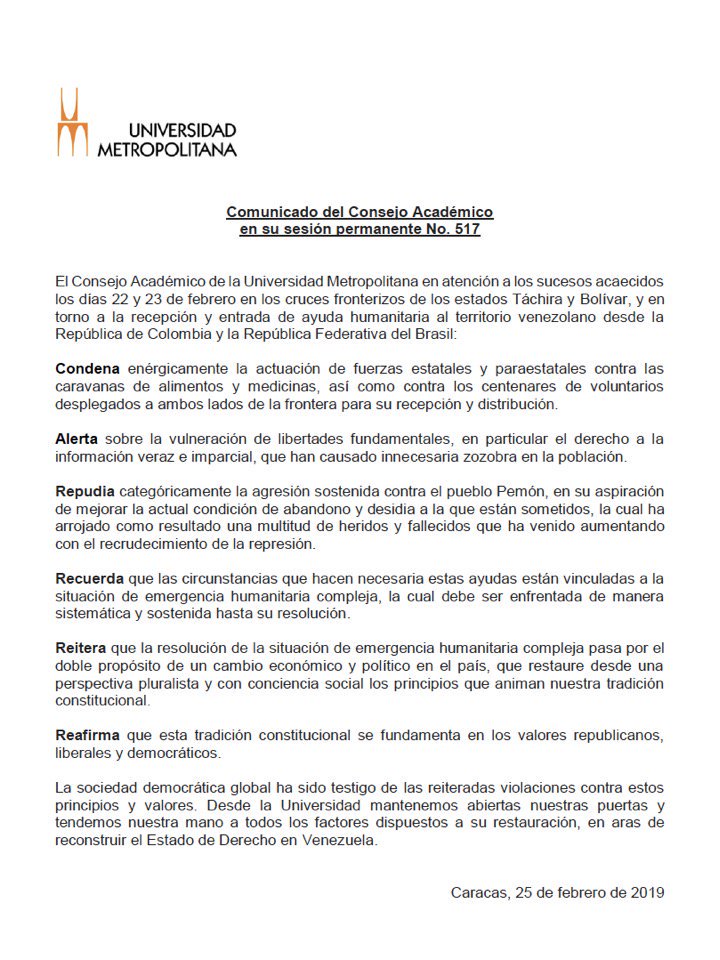 UNIVERSIDAD
METROPOLITANA
Comunicado del Consejo Académico
en su sesión permanente No. 517
El Consejo Académico de la Universidad Metropolitana en atención a los sucesos acaecidos
los días 22 y 23 de febrero en los cruces fronterizos de los estados Táchira y Bolívar, y en
torno a la recepción y entrada de ayuda humanitaria al territorio venezolano desde la
República de Colombia y la República Federativa del Brasil:
Condena enérgicamente la actuación de fuerzas estatales y paraestatales contra las
caravanas de alimentos y medicinas, así como contra los centenares de voluntarios
desplegados a ambos lados de la frontera para su recepción y distribución.
Alerta sobre la vulneración de libertades fundamentales, en particular el derecho a la
información veraz e imparcial, que han causado innecesaria zozobra en la población.
Repudia categóricamente la agresión sostenida contra el pueblo Pemón, en su aspiración
de mejorar la actual condición de abandono y desidia a la que están sometidos, la cual ha
arrojado como resultado una multitud de heridos y fallecidos que ha venido aumentando
con el recrudecimiento de la represión.
Recuerda que las circunstancias que hacen necesaria estas ayudas están vinculadas a la
situación de emergencia humanitaria compleja, la cual debe ser enfrentada de manera
sistemática y sostenida hasta su resolución.
Reitera que la resolución de la situación de emergencia humanitaria compleja pasa por el
doble propósito de un cambio económico y político en el país, que restaure desde una
perspectiva pluralista y con conciencia social los principios que animan nuestra tradición
constitucional.
Reafirma que esta tradición constitucional se fundamenta en los valores republicanos,
liberales y democráticos.
La sociedad democrática global ha sido testigo de las reiteradas violaciones contra estos
principios y valores. Desde la Universidad mantenemos abiertas nuestras puertas y
tendemos nuestra mano a todos los factores dispuestos a su restauración, en aras de
reconstruir el Estado de Derecho en Venezuela.
Caracas, 25 de febrero de 2019